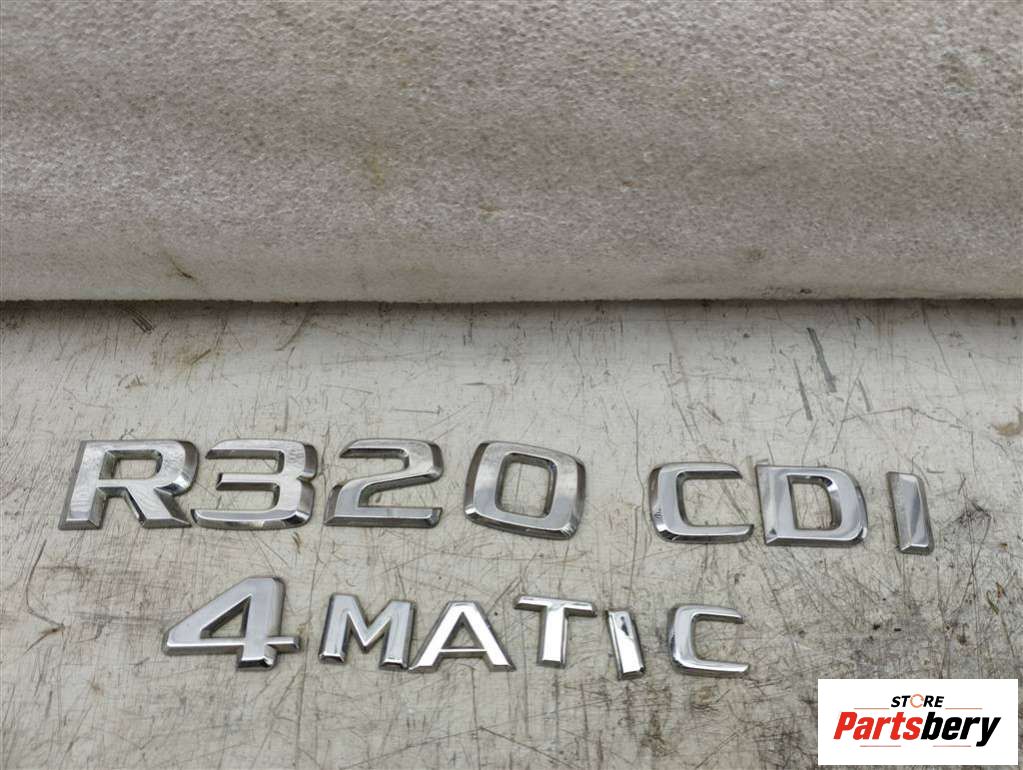 R320 CDI
4MATIC
STORE
Partsbery